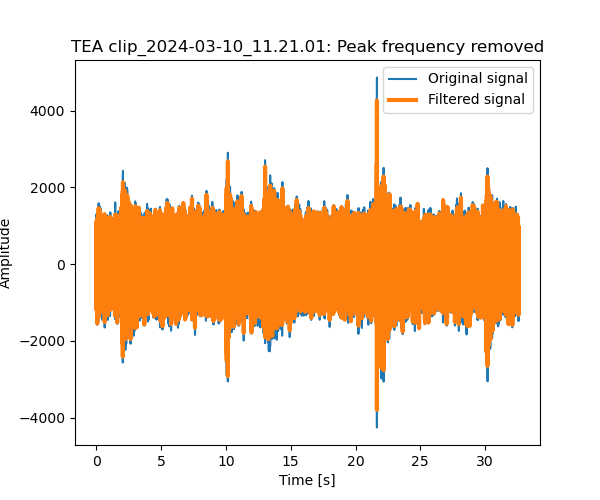 TEA clip_2024-03-10_11.21.01: Peak frequency removed
Original signal
Filtered signal
4000
2000
0
−2000
−4000
Amplitude
0 5 10 15 20 25 30
Time [s]